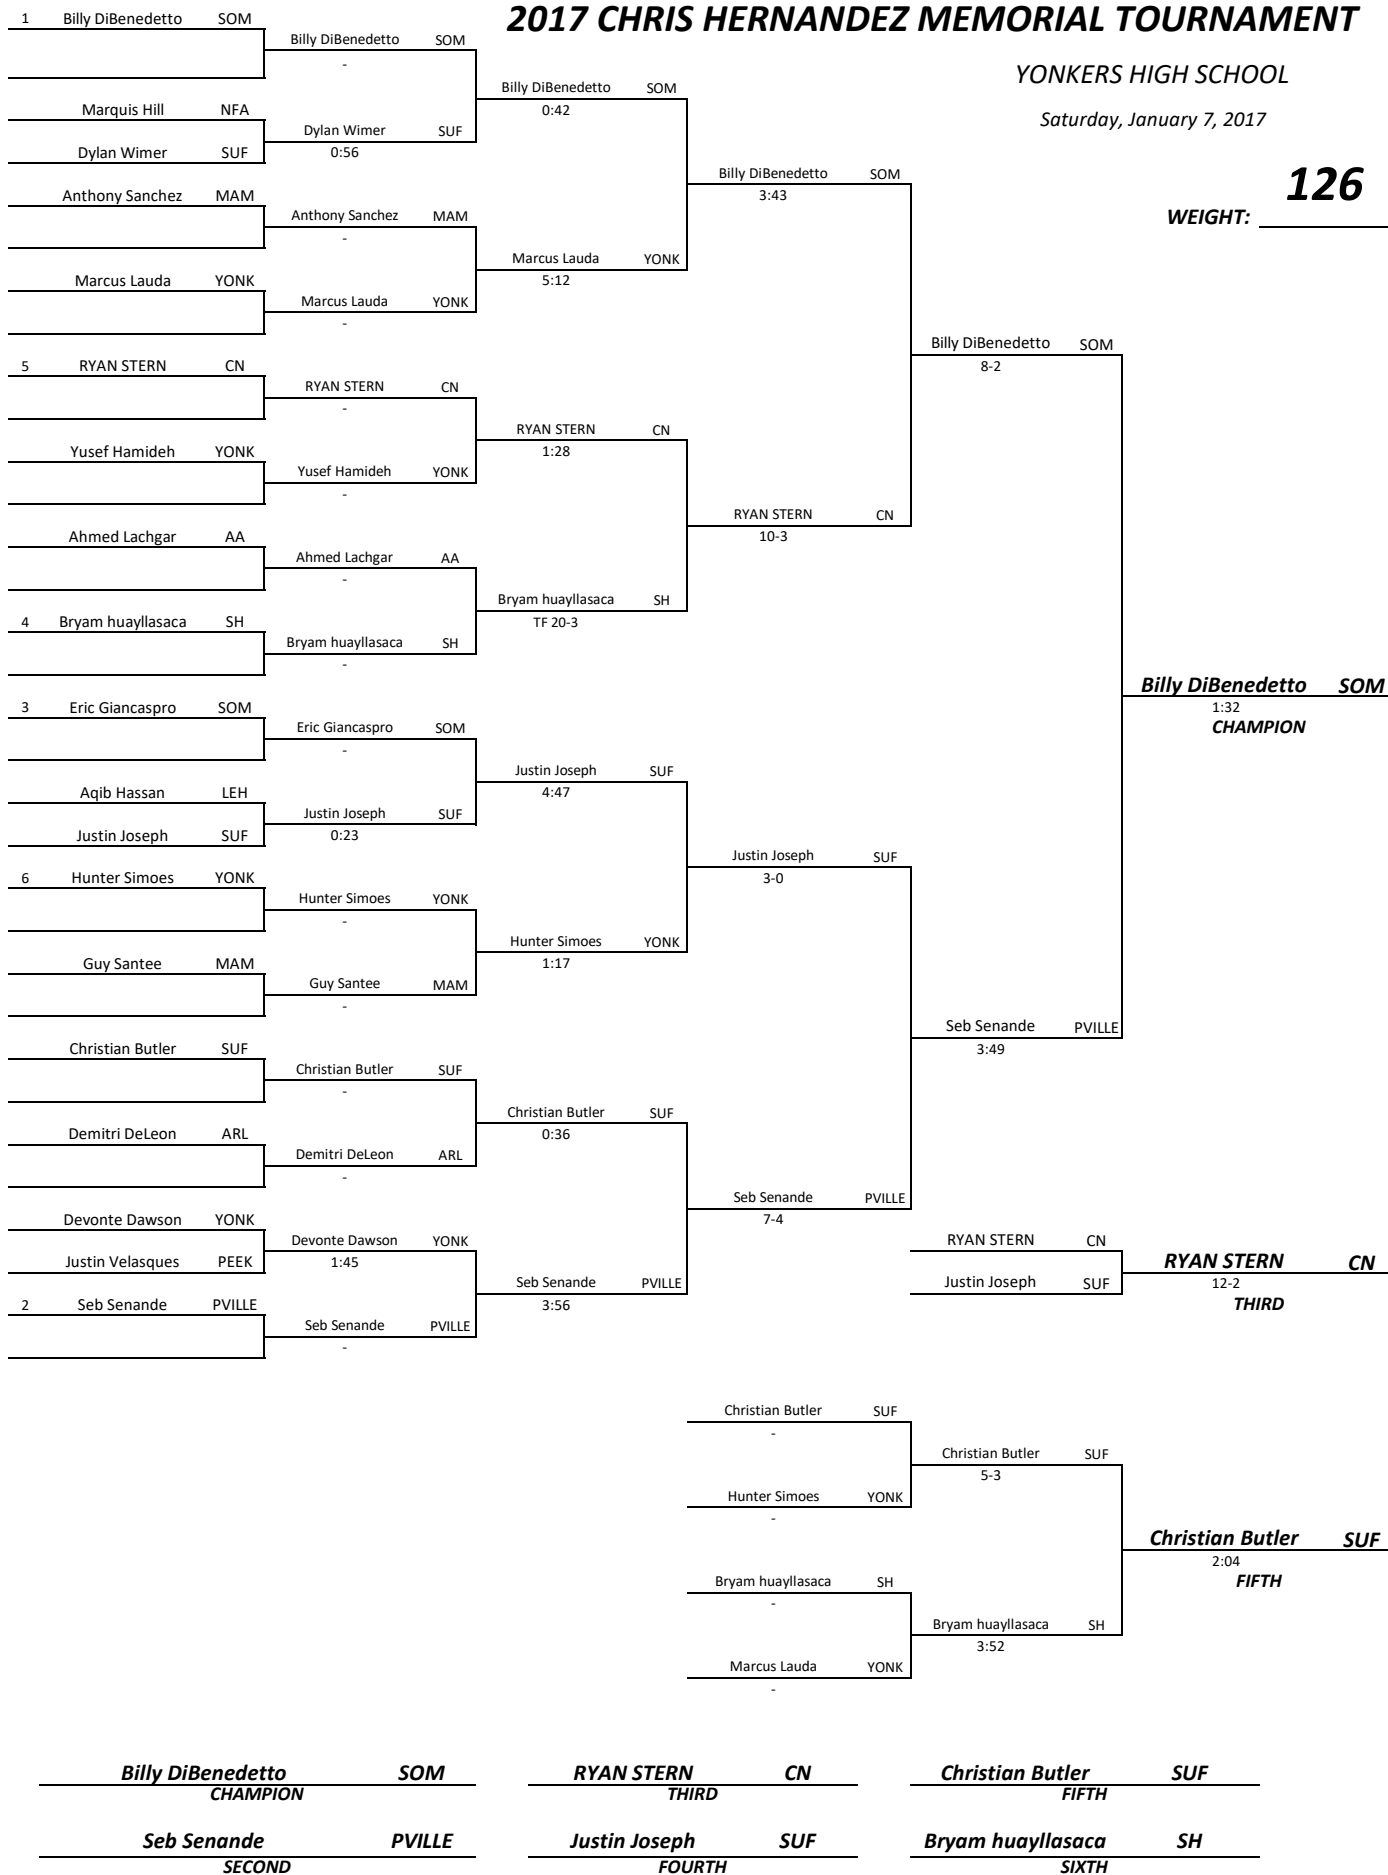 2017 CHRIS HERNANDEZ MEMORIAL TOURNAMENT
YONKERS HIGH SCHOOL
Saturday, January 7, 2017
126
WEIGHT:
1 Billy DiBenedetto SOM
Marquis Hill NFA
Dylan Wimer SUF
Anthony Sanchez MAM
Marcus Lauda YONK
5 RYAN STERN CN
Yusef Hamideh YONK
Ahmed Lachgar AA
4 Bryam huayllasaca SH
3 Eric Giancaspro SOM
Aqib Hassan LEH
Justin Joseph SUF
6 Hunter Simoes YONK
Guy Santee MAM
Christian Butler SUF
Demitri DeLeon ARL
Devonte Dawson YONK
Justin Velasques PEEK
2 Seb Senande PVILLE
Billy DiBenedetto SOM
-
Dylan Wimer SUF
0:56
Anthony Sanchez MAM
-
Marcus Lauda YONK
-
RYAN STERN CN
-
Yusef Hamideh YONK
-
Ahmed Lachgar AA
-
Bryam huayllasaca SH
-
Eric Giancaspro SOM
-
Justin Joseph SUF
0:23
Hunter Simoes YONK
-
Guy Santee MAM
-
Christian Butler SUF
-
Demitri DeLeon ARL
-
Devonte Dawson YONK
1:45
Seb Senande PVILLE
-
Billy DiBenedetto SOM
0:42
Marcus Lauda YONK
5:12
RYAN STERN CN
1:28
Bryam huayllasaca SH
TF 20-3
Justin Joseph SUF
4:47
Hunter Simoes YONK
1:17
Christian Butler SUF
0:36
Seb Senande PVILLE
3:56
Billy DiBenedetto SOM
3:43
RYAN STERN CN
10-3
Justin Joseph SUF
3-0
Seb Senande PVILLE
7-4
Billy DiBenedetto SOM
8-2
Seb Senande PVILLE
3:49
Billy DiBenedetto SOM
1:32
CHAMPION
RYAN STERN CN
Justin Joseph SUF
RYAN STERN CN
12-2
THIRD
Christian Butler SUF
-
Hunter Simoes YONK
-
Bryam huayllasaca SH
-
Marcus Lauda YONK
-
Christian Butler SUF
5-3
Bryam huayllasaca SH
3:52
Christian Butler SUF
2:04
FIFTH
Billy DiBenedetto SOM
CHAMPION
RYAN STERN CN
THIRD
Christian Butler SUF
FIFTH
Seb Senande PVILLE
SECOND
Justin Joseph SUF
FOURTH
Bryam huayllasaca SH
SIXTH